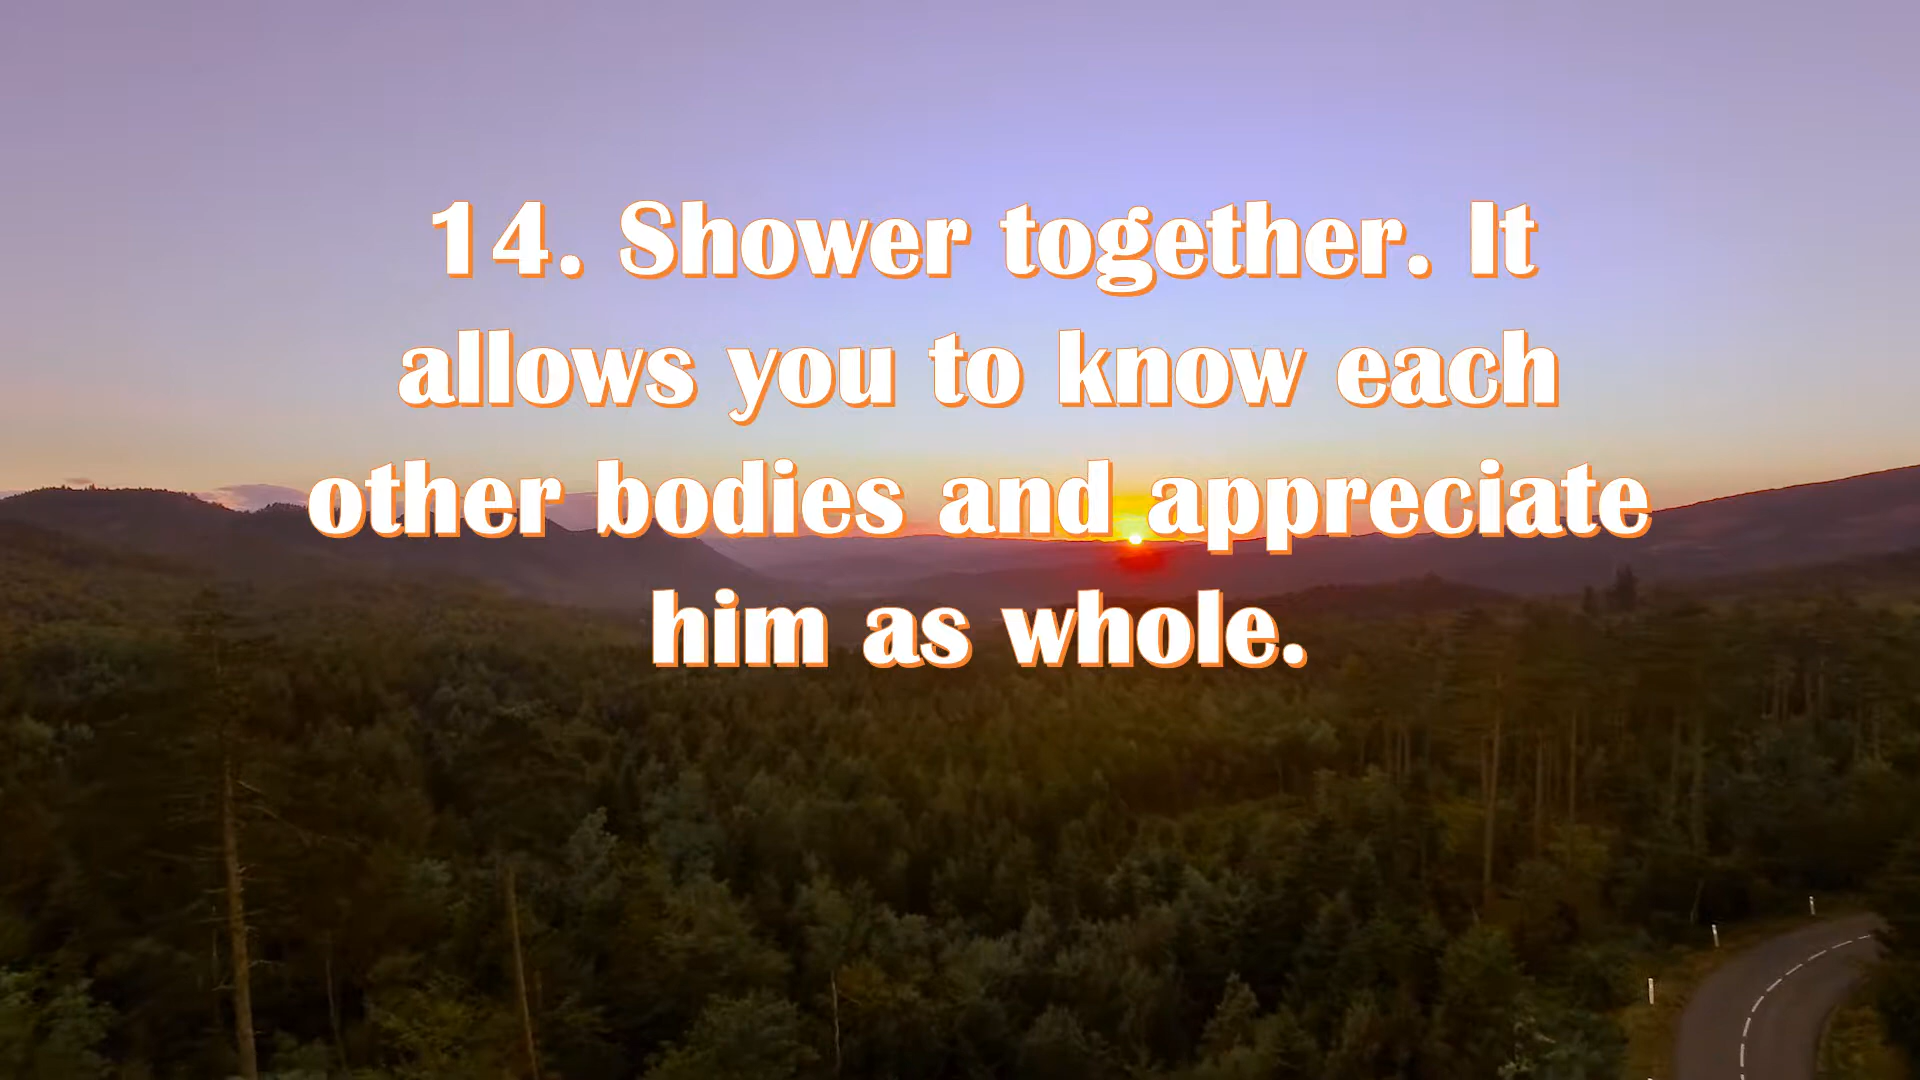 14. Shower together. It
allows you to know each
other bodies and appreciate
him as whole.